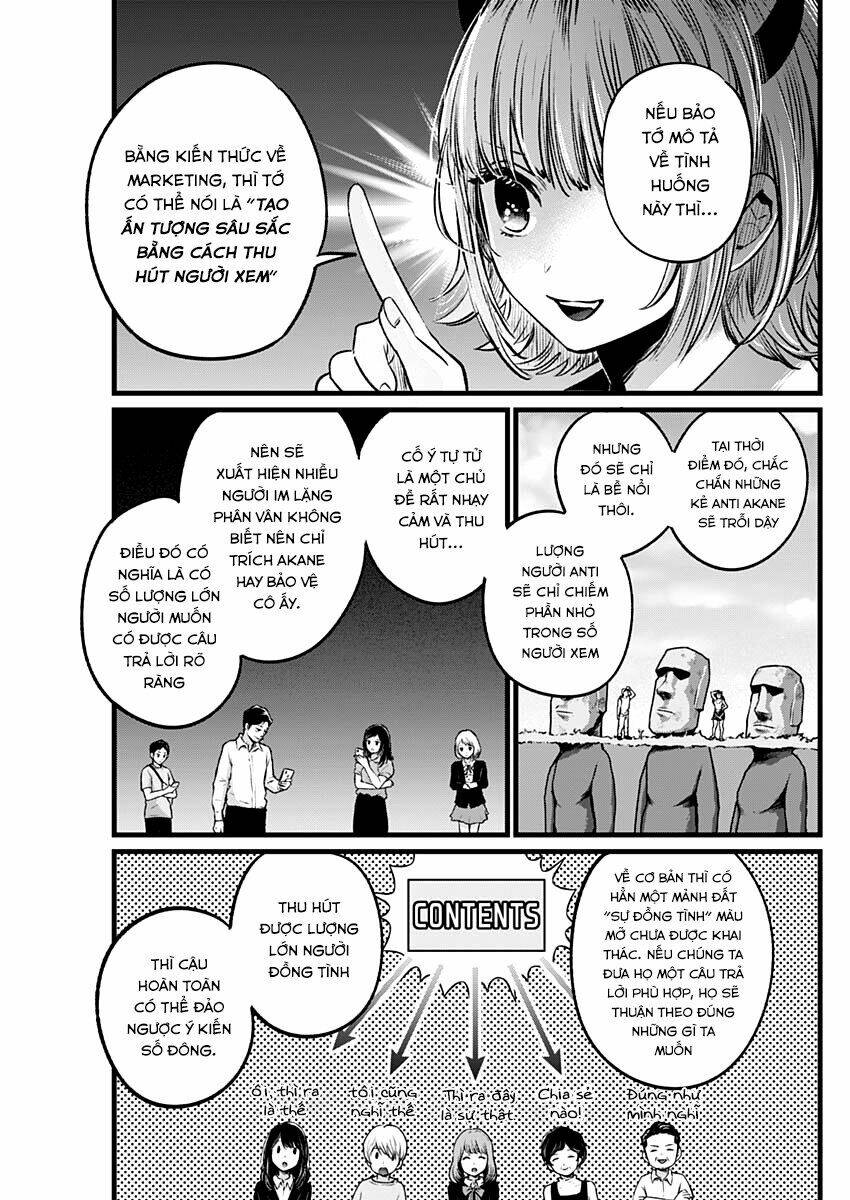 NẾU BẢO
TỚ MÔ TẢ
VỀ TÌNH
HUỐNG
NÀY THÌ...
BẰNG KIẾN THỨC VỀ
MARKETING, THÌ TỚ
CÓ THỂ NÓI LÀ "TẠO
ẤN TƯỢNG SÂU SẮC
BẰNG CÁCH THU
HÚT NGƯỜI XEM"
TẠI THỜI
ĐIỂM ĐÓ, CHẮC
CHẮN NHỮNG
KẺ ANTI AKANE
SẼ TRỖI DẬY
NHƯNG
ĐÓ SẼ CHỈ
LÀ BỀ NỔI
THÔI.
LƯỢNG
NGƯỜI ANTI
SẼ CHỈ CHIẾM
PHẦN NHỎ
TRONG SỐ
NGƯỜI XEM
CỐ Ý TỰ TỬ
LÀ MỘT CHỦ
ĐỀ RẤT NHẠY
CẢM VÀ THU
HÚT...
NÊN SẼ
XUẤT HIỆN NHIỀU
NGƯỜI IM LẶNG
PHÂN VÂN KHÔNG
BIẾT NÊN CHỈ
TRÍCH AKANE
HAY BẢO VỆ
CÔ ẤY.
ĐIỀU ĐÓ CÓ
NGHĨA LÀ CÓ
SỐ LƯỢNG LỚN
NGƯỜI MUỐN
CÓ ĐƯỢC CÂU
TRẢ LỜI RÕ
RÀNG
VỀ CƠ BẢN THÌ CÓ
HẲN MỘT MẢNH ĐẤT
"SỰ ĐỒNG TÌNH" MÀU
MỠ CHƯA ĐƯỢC KHAI
THÁC. NẾU CHÚNG TA
ĐƯA HỌ MỘT CÂU TRẢ
LỜI PHÙ HỢP, HỌ SẼ
THUẬN THEO ĐÚNG
NHỮNG GÌ TA
MUỐN
CONTENTS
THU HÚT
ĐƯỢC LƯỢNG
LỚN NGƯỜI
ĐỒNG TÌNH
THÌ CẬU
HOÀN TOÀN
CÓ THỂ ĐẢO
NGƯỢC Ý KIẾN
SỐ ĐÔNG.
Đúng như
mình nghĩ
Chia sẻ
nào!
Thì ra đây
là sự thật
tôi cũng
nghĩ thế
Ôi, thì ra
là thế